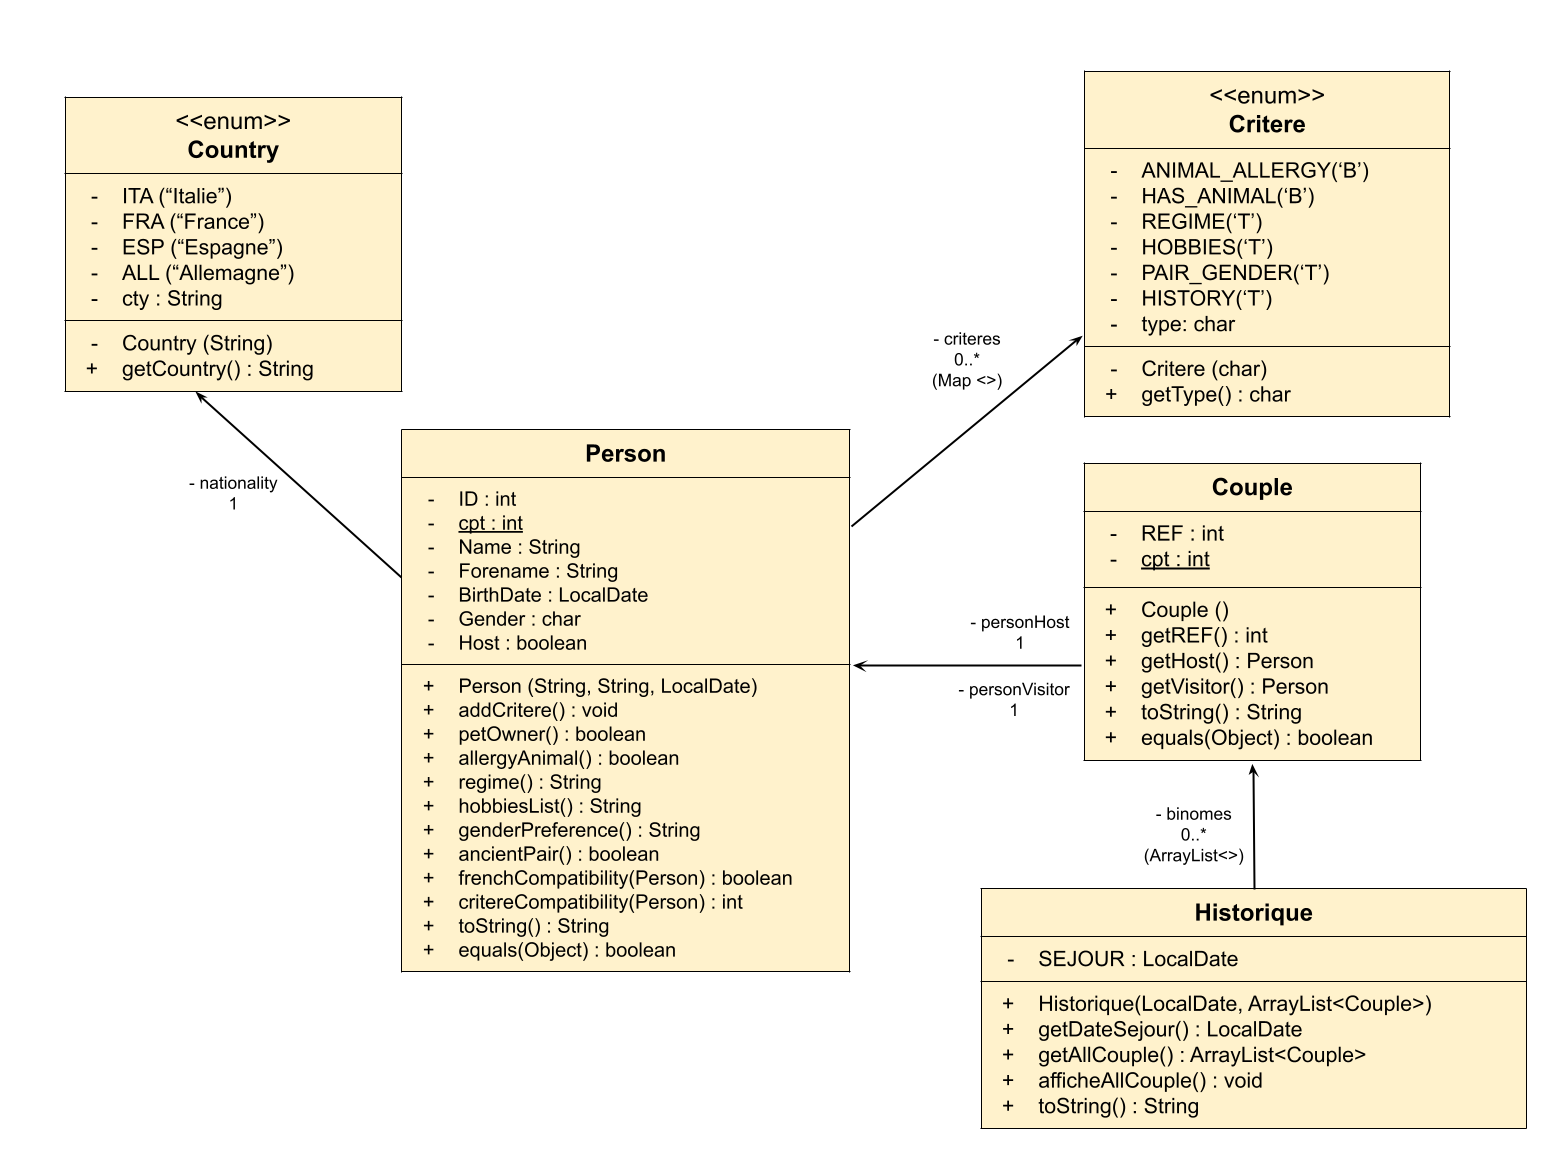 <<enum>>
Country
- ITA (“Italie”)
- FRA (“France”)
- ESP (“Espagne”)
- ALL (“Allemagne”)
- cty : String
- Country (String)
+ getCountry() : String
<<enum>>
Critere
- ANIMAL_ALLERGY(‘B’)
- HAS_ANIMAL(‘B’)
- REGIME(‘T’)
- HOBBIES(‘T’)
- PAIR_GENDER(‘T’)
- HISTORY(‘T’)
- type: char
- Critere (char)
+ getType() : char
- criteres
0..*
(Map <>)
- nationality
1
Person
- ID : int
- cpt : int
- Name : String
- Forename : String
- BirthDate : LocalDate
- Gender : char
- Host : boolean
+ Person (String, String, LocalDate)
+ addCritere() : void
+ petOwner() : boolean
+ allergyAnimal() : boolean
+ regime() : String
+ hobbiesList() : String
+ genderPreference() : String
+ ancientPair() : boolean
+ frenchCompatibility(Person) : boolean
+ critereCompatibility(Person) : int
+ toString() : String
+ equals(Object) : boolean
- personHost
1
- personVisitor
1
Couple
- REF : int
- cpt : int
+ Couple ()
+ getREF() : int
+ getHost() : Person
+ getVisitor() : Person
+ toString() : String
+ equals(Object) : boolean
- binomes
0..*
(ArrayList<>)
Historique
- SEJOUR : LocalDate
+ Historique(LocalDate, ArrayList<Couple>)
+ getDateSejour() : LocalDate
+ getAllCouple() : ArrayList<Couple>
+ afficheAllCouple() : void
+ toString() : String